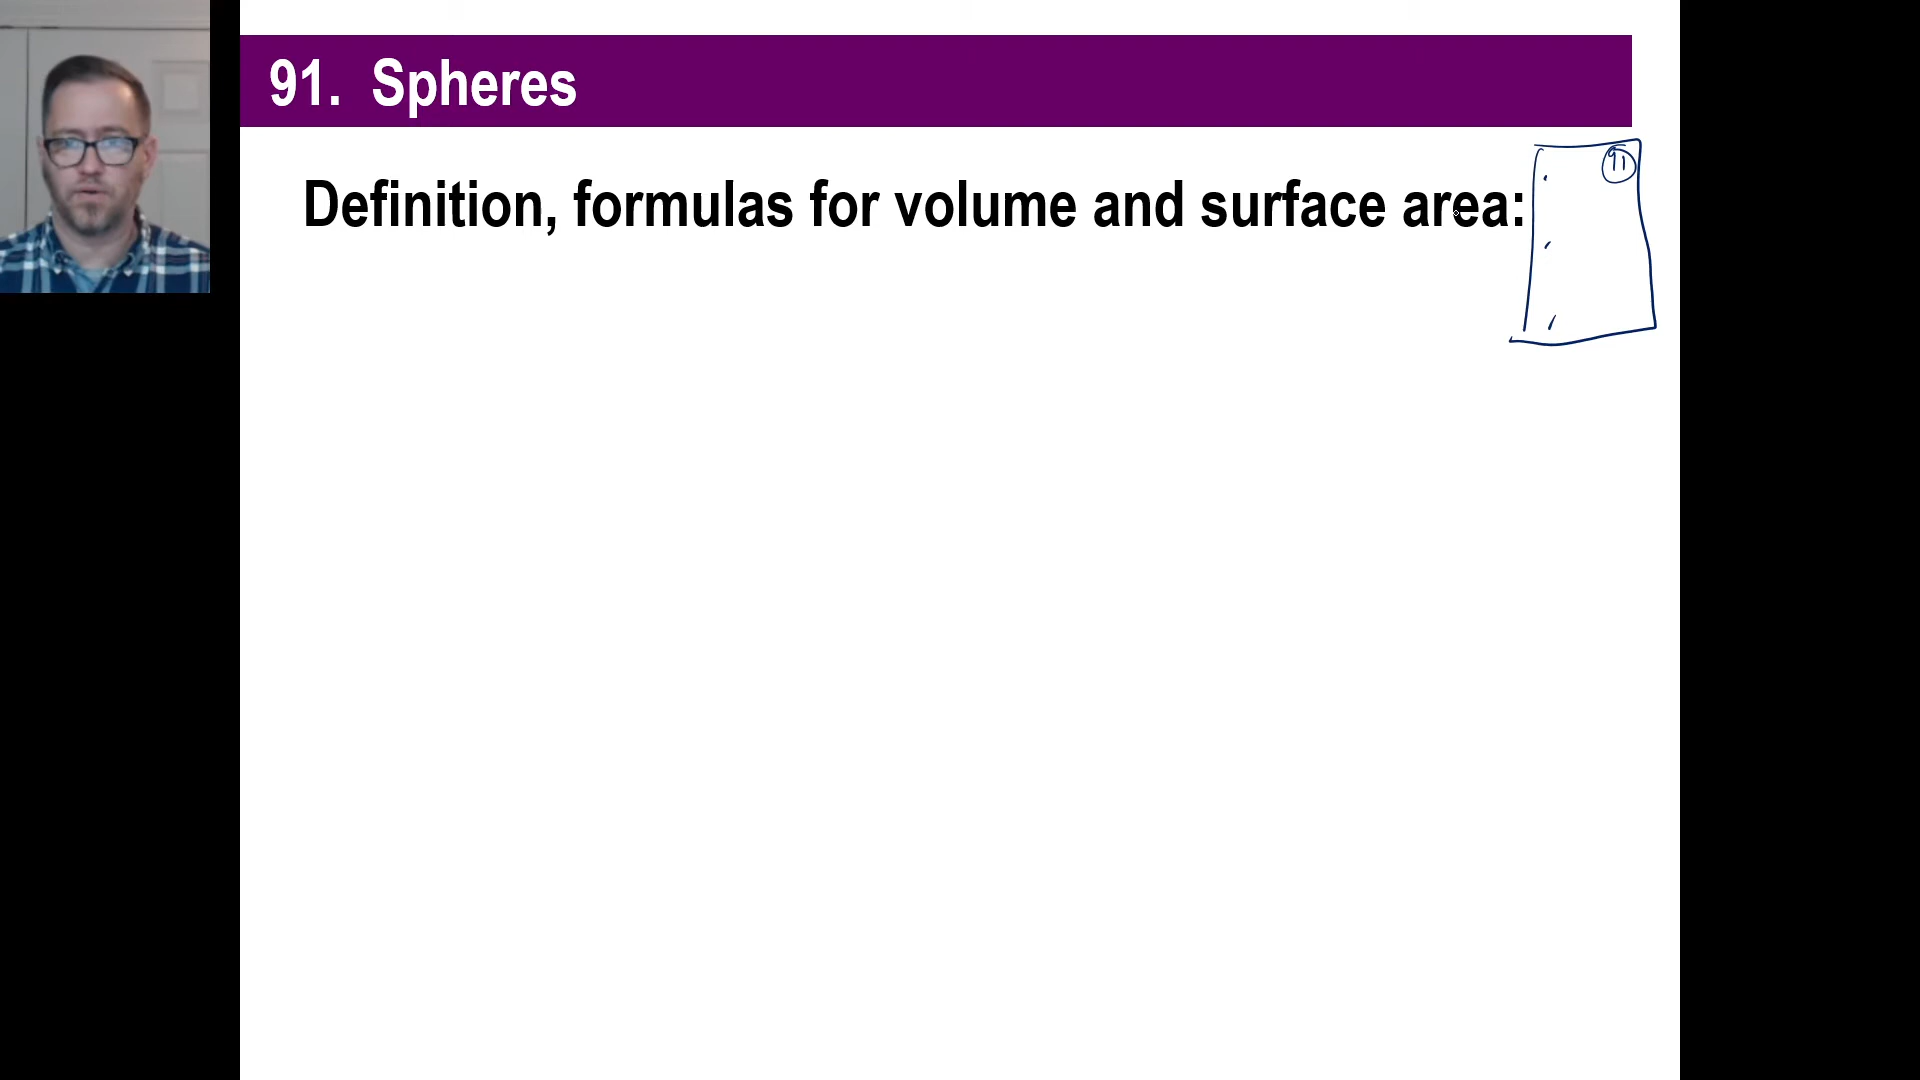 91. Spheres
Definition, formulas for volume and surface area:
91